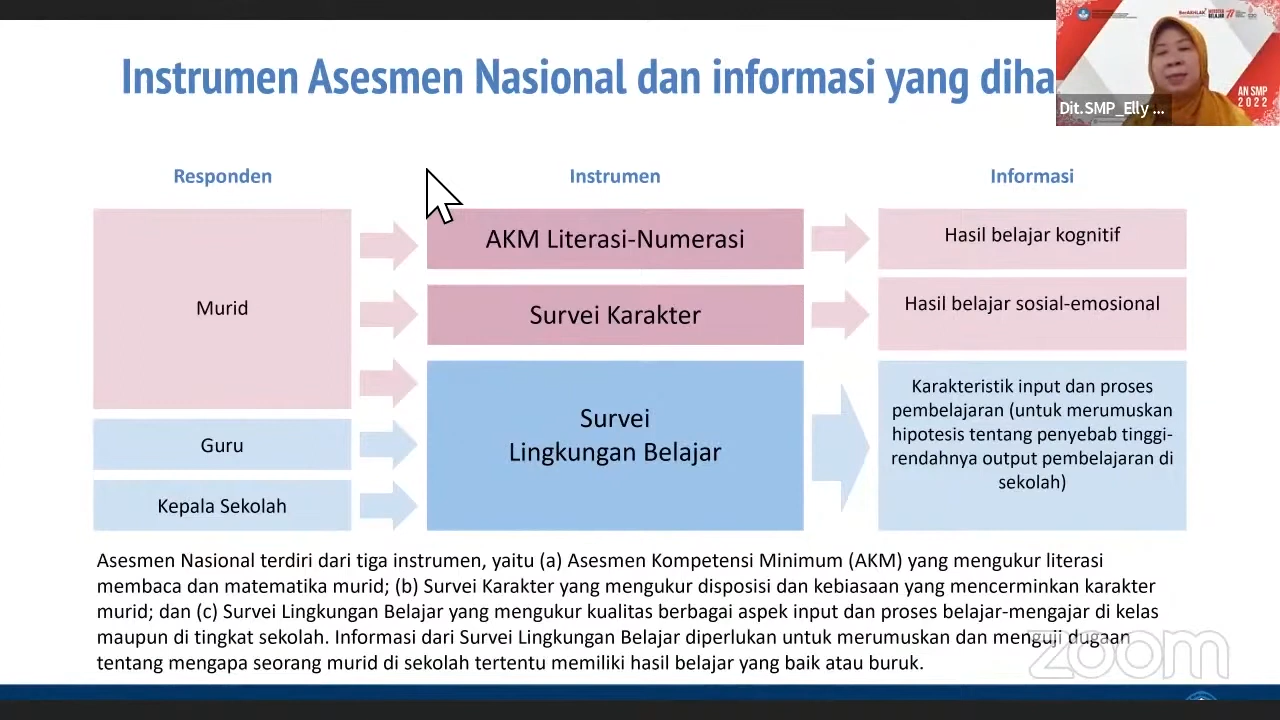 Instrumen Asesmen Nasional dan informasi yang diha
Dit.SMP_Elly ...
AN SMP
2022
Responden
Instrumen
Informasi
Murid
AKM Literasi-Numerasi
Hasil belajar kognitif
Survei Karakter
Hasil belajar sosial-emosional
Guru
Kepala Sekolah
Survei
Lingkungan Belajar
Karakteristik input dan proses
pembelajaran (untuk merumuskan
hipotesis tentang penyebab tinggi-
rendahnya output pembelajaran di
sekolah)
Asesmen Nasional terdiri dari tiga instrumen, yaitu (a) Asesmen Kompetensi Minimum (AKM) yang mengukur literasi
membaca dan matematika murid; (b) Survei Karakter yang mengukur disposisi dan kebiasaan yang mencerminkan karakter
murid; dan (c) Survei Lingkungan Belajar yang mengukur kualitas berbagai aspek input dan proses belajar-mengajar di kelas
maupun di tingkat sekolah. Informasi dari Survei Lingkungan Belajar diperlukan untuk merumuskan dan menguji dugaan
tentang mengapa seorang murid di sekolah tertentu memiliki hasil belajar yang baik atau buruk.
zoom